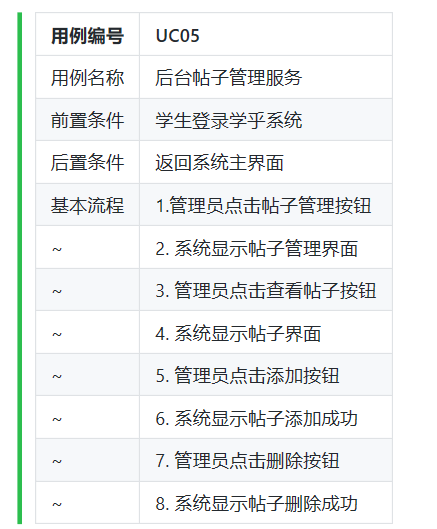 用例编号 UC05
用例名称 后台帖子管理服务
前置条件 学生登录学乎系统
后置条件 返回系统主界面
基本流程 1.管理员点击帖子管理按钮
~ 2. 系统显示帖子管理界面
~ 3. 管理员点击查看帖子按钮
~ 4. 系统显示帖子界面
~ 5. 管理员点击添加按钮
~ 6. 系统显示帖子添加成功
~ 7. 管理员点击删除按钮
~ 8. 系统显示帖子删除成功